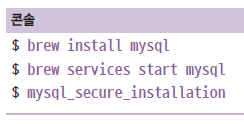 콘솔
$ brew install mysql
$ brew services start mysql
$ mysql_secure_installation